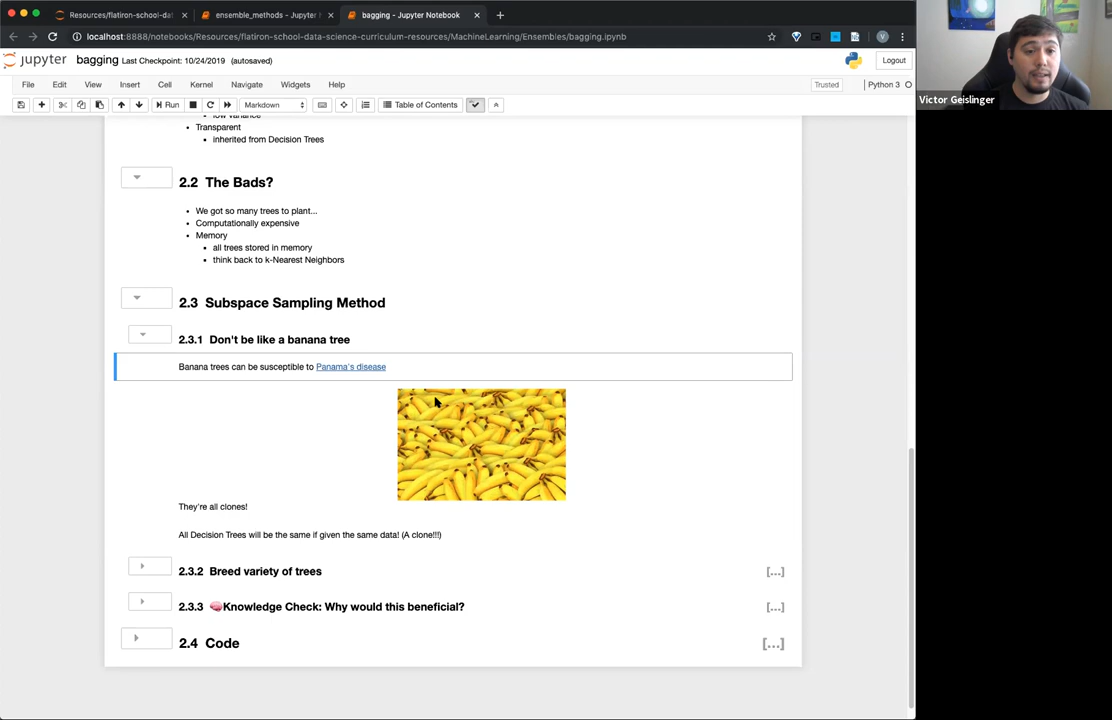 Resources/flatiron-school-dat
ensemble_methods - Jupyter
bagging - Jupyter Notebook
localhost:8888/notebooks/Resources/flatiron-school-data-science-curriculum-resources/MachineLearning/Ensembles/bagging.ipynb
jupyter bagging Last Checkpoint: 10/24/2019 (autosaved)
Logout
File Edit View Insert Cell Kernel Navigate Widgets Help
Trusted Python 3
Run Markdown Table of Contents
Victor Geislinger
low variance
Transparent
inherited from Decision Trees
2.2 The Bads?
We got so many trees to plant...
Computationally expensive
Memory
all trees stored in memory
think back to k-Nearest Neighbors
2.3 Subspace Sampling Method
2.3.1 Don't be like a banana tree
Banana trees can be susceptible to Panama's disease
They're all clones!
All Decision Trees will be the same if given the same data! (A clone!!!)
2.3.2 Breed variety of trees
[...]
2.3.3 🧠Knowledge Check: Why would this beneficial?
[...]
2.4 Code
[...]